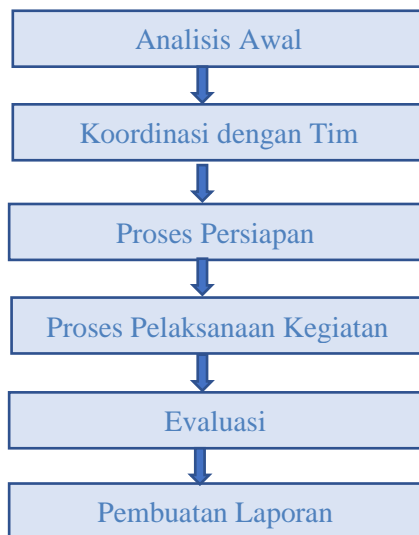 Analisis Awal
Koordinasi dengan Tim
Proses Persiapan
Proses Pelaksanaan Kegiatan
Evaluasi
Pembuatan Laporan